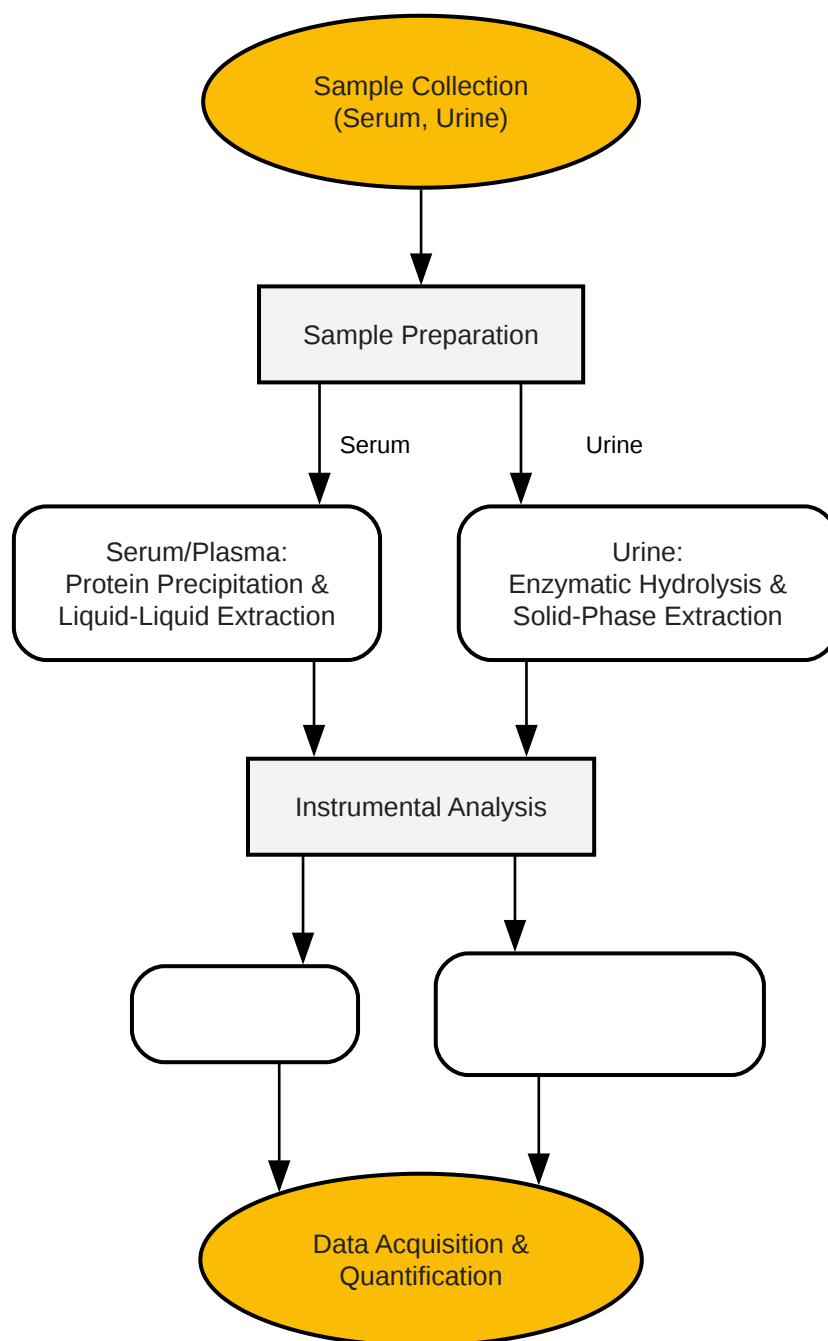 Sample Collection
(Serum, Urine)
Sample Preparation
Serum
Urine
Serum/Plasma:
Protein Precipitation &
Liquid-Liquid Extraction
Urine:
Enzymatic Hydrolysis &
Solid-Phase Extraction
Instrumental Analysis
Data Acquisition &
Quantification